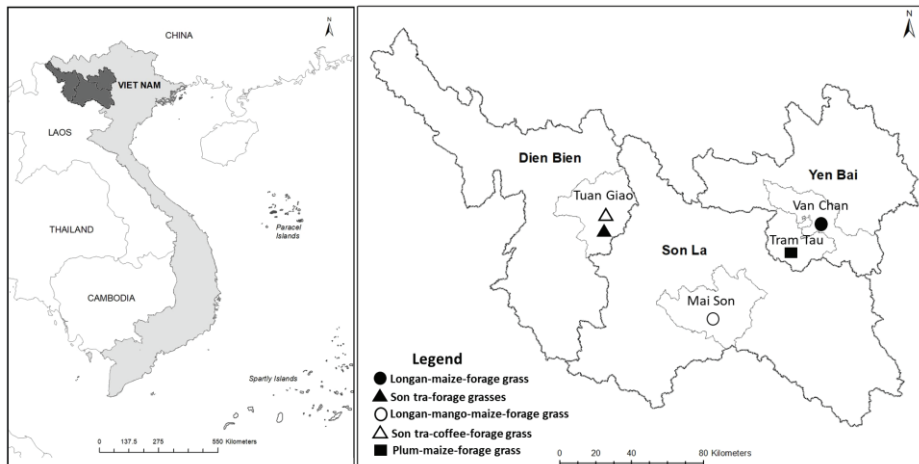 N
CHINA
VIET NAM
LAOS
Paracel
Islands
THAILAND
CAMBODIA
Spartly Islands
0 137.5 275 550 Kilometers
N
Dien Bien
Yen Bai
Tuan Giao
Van Chan
Tram Tau
Son La
Mai Son
Legend
Longan-maize-forage grass
Son tra-forage grasses
Longan-mango-maize-forage grass
Son tra-coffee-forage grass
Plum-maize-forage grass
0 20 40 80 Kilometers